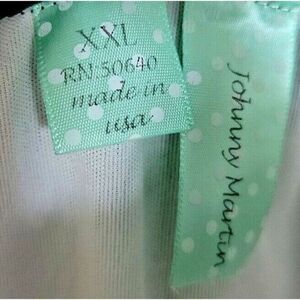 XXL
RN 50640
made in
usa
Johnny Martin